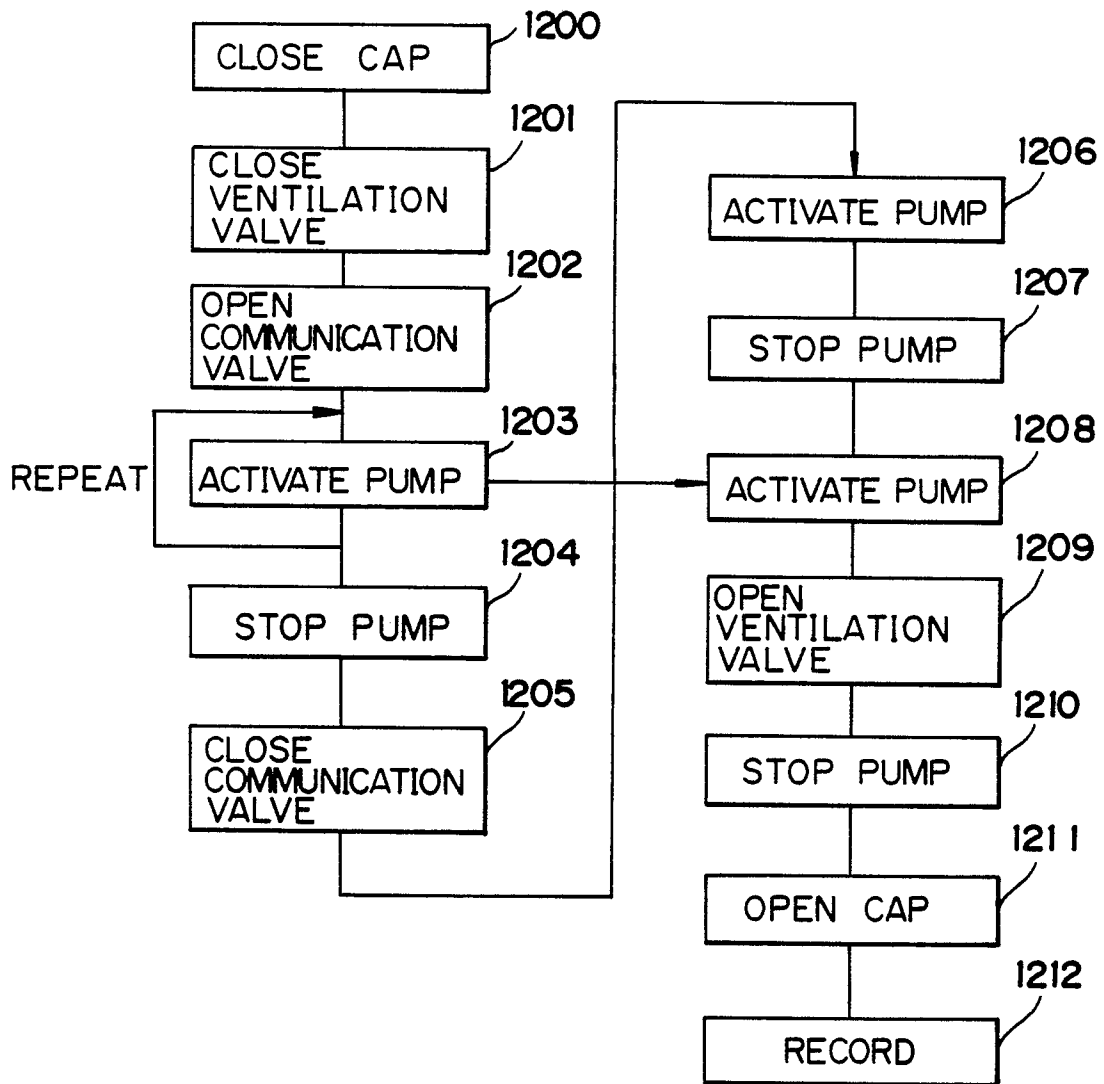 1200
CLOSE CAP
1201
CLOSE
VENTILATION
VALVE
1202
OPEN
COMMUNICATION
VALVE
1203
REPEAT
ACTIVATE PUMP
1204
STOP PUMP
1205
CLOSE
COMMUNICATION
VALVE
1206
ACTIVATE PUMP
1207
STOP PUMP
1208
ACTIVATE PUMP
1209
OPEN
VENTILATION
VALVE
1210
STOP PUMP
1211
OPEN CAP
1212
RECORD